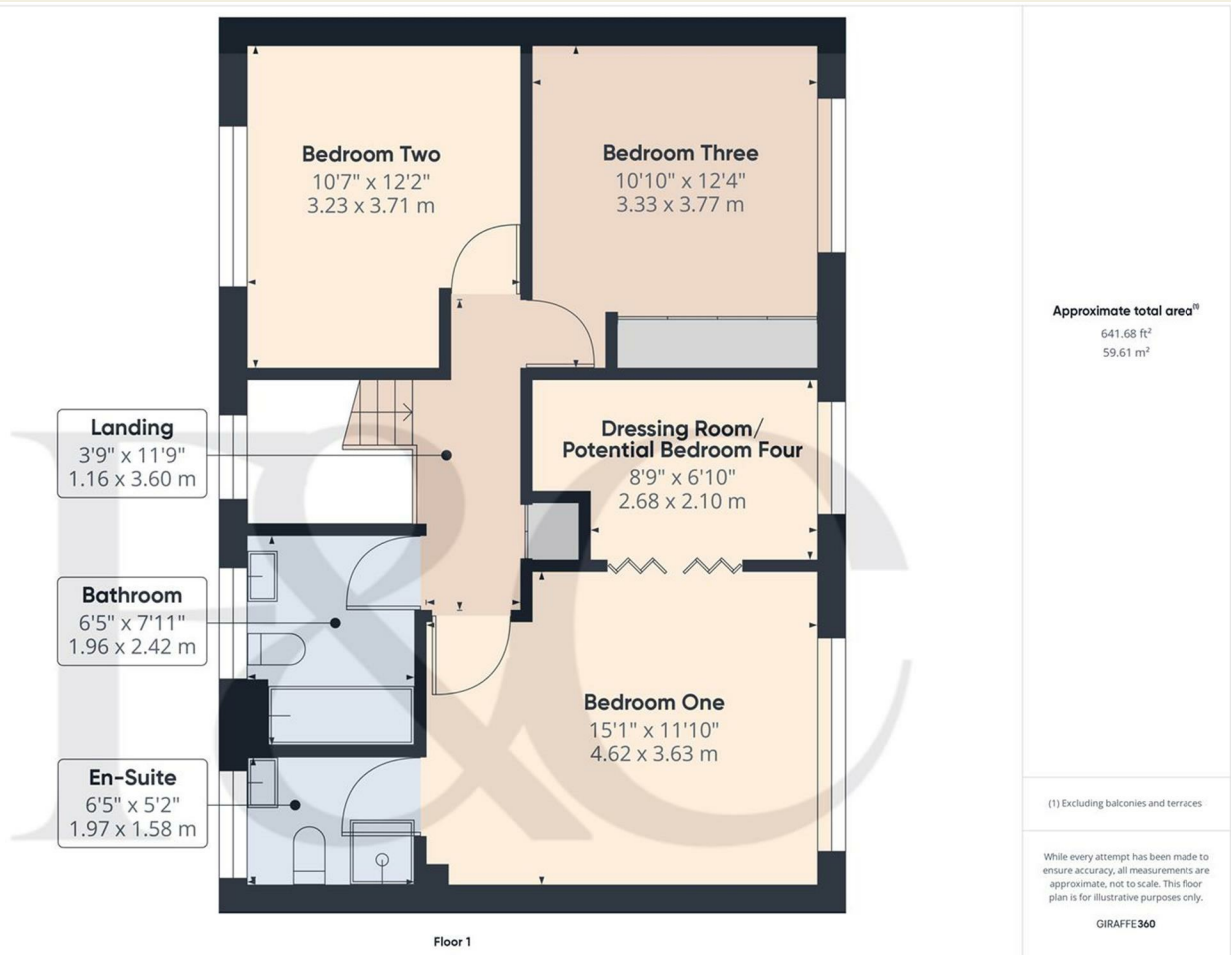 Bedroom Two
10'7" x 12'2"
3.23 x 3.71 m
Bedroom Three
10'10" x 12'4"
3.33 x 3.77 m
Approximate total area⁽¹⁾
641.68 ft²
59.61 m²
Landing
3'9" x 11'9"
1.16 x 3.60 m
Dressing Room/
Potential Bedroom Four
8'9" x 6'10"
2.68 x 2.10 m
Bathroom
6'5" x 7'11"
1.96 x 2.42 m
Bedroom One
15'1" x 11'10"
4.62 x 3.63 m
En-Suite
6'5" x 5'2"
1.97 x 1.58 m
(1) Excluding balconies and terraces
While every attempt has been made to
ensure accuracy, all measurements are
approximate, not to scale. This floor
plan is for illustrative purposes only.
GIRAFFE360
Floor 1
F&C